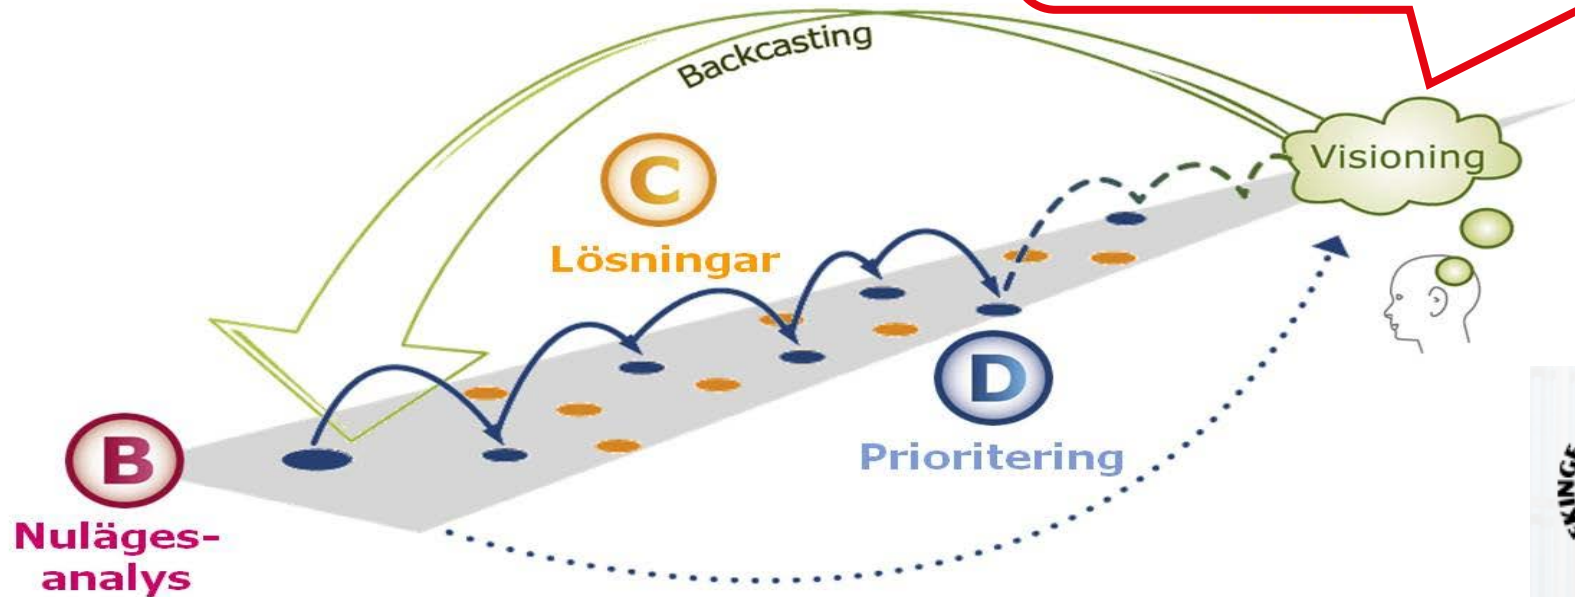 Backcasting
Visioning
C
Lösningar
D
Prioritering
B
Nuläges-
analys